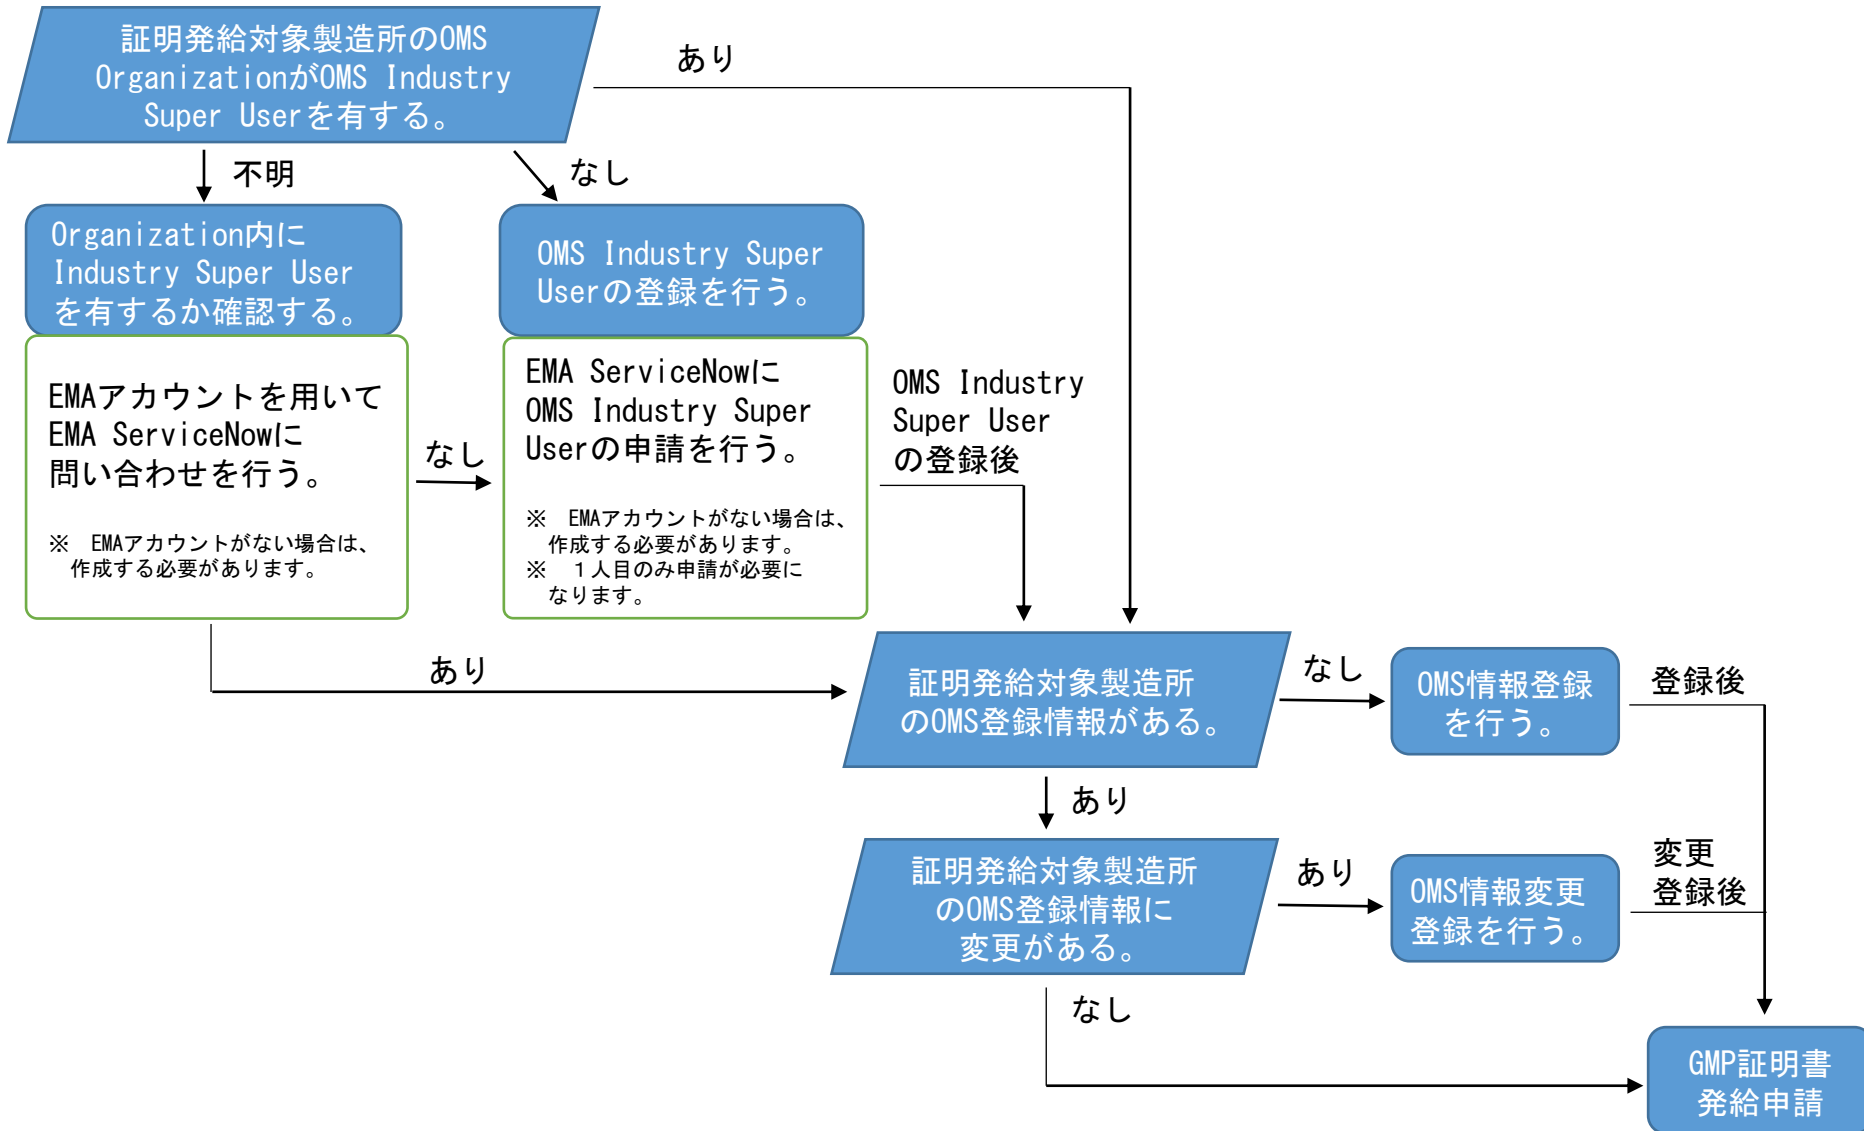 証明発給対象製造所のOMS
OrganizationがOMS Industry
Super Userを有する。
あり
不明
なし
Organization内に
Industry Super User
を有するか確認する。
OMS Industry Super
Userの登録を行う。
EMAアカウントを用いて
EMA ServiceNowに
問い合わせを行う。
※ EMAアカウントがない場合は、
作成する必要があります。
なし
EMA ServiceNowに
OMS Industry Super
Userの申請を行う。
※ EMAアカウントがない場合は、
作成する必要があります。
※ １人目のみ申請が必要に
なります。
OMS Industry
Super User
の登録後
あり
証明発給対象製造所
のOMS登録情報がある。
なし
OMS情報登録
を行う。
登録後
あり
証明発給対象製造所
のOMS登録情報に
変更がある。
あり
OMS情報変更
登録を行う。
変更
登録後
なし
GMP証明書
発給申請